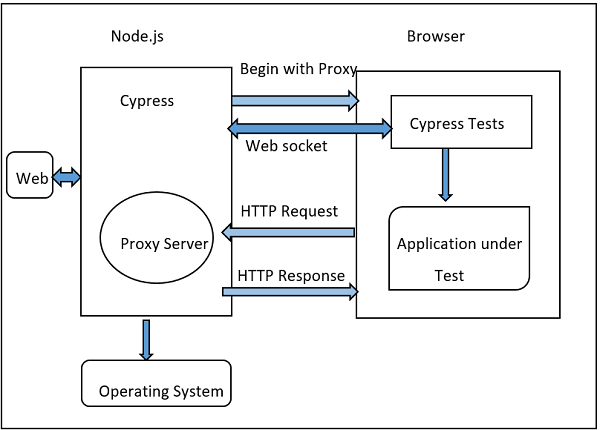 Node.js
Browser
Begin with Proxy
Cypress
Cypress Tests
Web socket
Web
HTTP Request
Proxy Server
Application under
Test
HTTP Response
Operating System